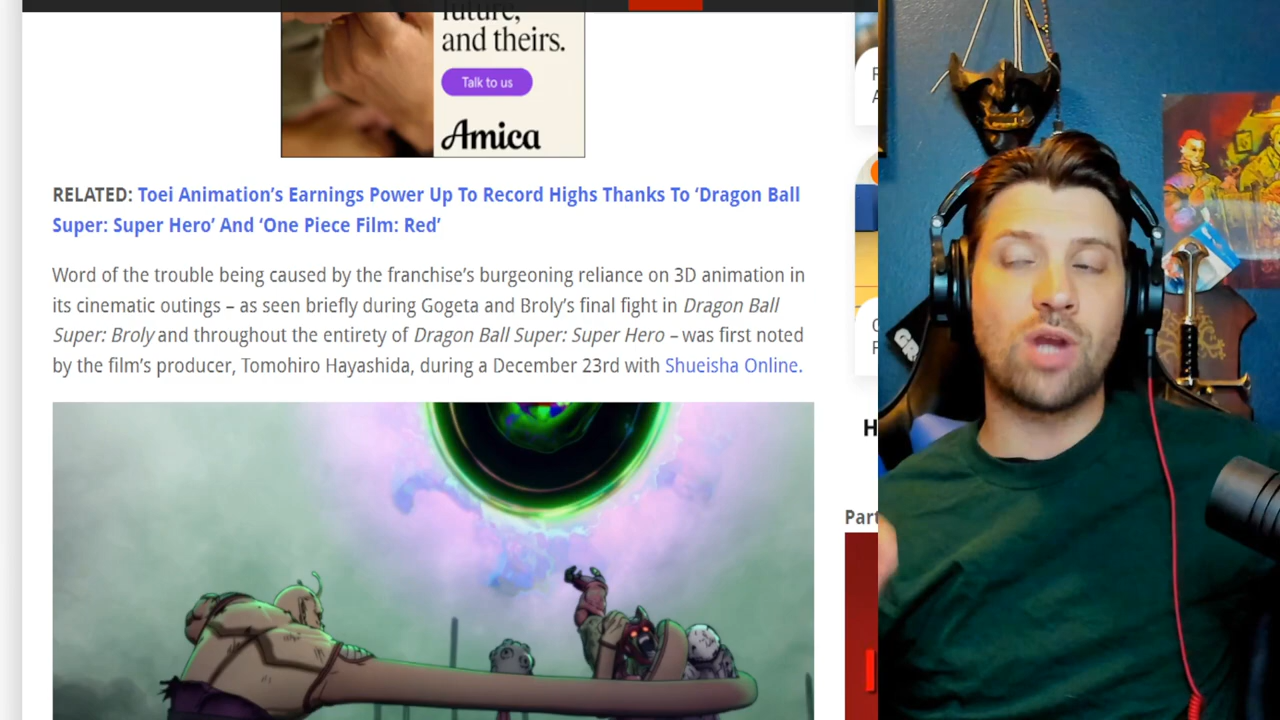 future,
and theirs.
Talk to us
Amica
RELATED: Toei Animation’s Earnings Power Up To Record Highs Thanks To ‘Dragon Ball
Super: Super Hero’ And ‘One Piece Film: Red’
Word of the trouble being caused by the franchise’s burgeoning reliance on 3D animation in
its cinematic outings – as seen briefly during Gogeta and Broly’s final fight in Dragon Ball
Super: Broly and throughout the entirety of Dragon Ball Super: Super Hero – was first noted
by the film’s producer, Tomohiro Hayashida, during a December 23rd with Shueisha Online.
H
Part
GR